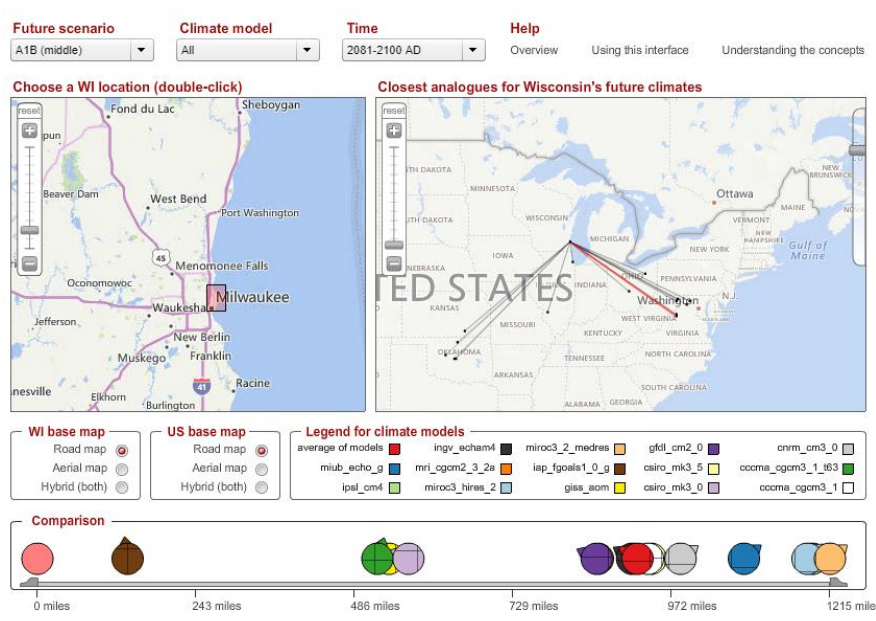 Future scenario Climate model Time Help
A1B (middle) All 2081-2100 AD Overview Using this interface Understanding the concepts
Choose a WI location (double-click) Closest analogues for Wisconsin's future climates
reset
Fond du Lac
Sheboygan
pun
Beaver Dam
West Bend
Port Washington
45
Menomonee Falls
Oconomowoc
Milwaukee
Waukesha
Jefferson
New Berlin
Muskego
Franklin
41
Racine
nesville
Elkhorn
Burlington
reset
NEW
BRUNSWICK
TH DAKOTA
MINNESOTA
Ottawa
MAINE
NOVA
TH DAKOTA
WISCONSIN
VERMONT
MICHIGAN
NEW YORK
NEW
HAMPSHIRE
Gulf of
Maine
IOWA
NEBRASKA
OHIO
PENNSYLVANIA
TED STATES
INDIANA
Washington
N.J.
KANSAS
MISSOURI
WEST VIRGINIA
KENTUCKY
VIRGINIA
OKLAHOMA
TENNESSEE
NORTH CAROLINA
ARKANSAS
SOUTH CAROLINA
ALABAMA
GEORGIA
WI base map US base map Legend for climate models
Road map Road map average of models ingv_echam4 miroc3_2_medres gfdl_cm2_0 cnrm_cm3_0
Aerial map Aerial map miub_echo_g mri_cgcm2_3_2a iap_fgoals1_0_g csiro_mk3_5 cccma_cgcm3_1_t63
Hybrid (both) Hybrid (both) ipsl_cm4 miroc3_hires_2 giss_aom csiro_mk3_0 cccma_cgcm3_1
Comparison
0 miles 243 miles 486 miles 729 miles 972 miles 1215 mile